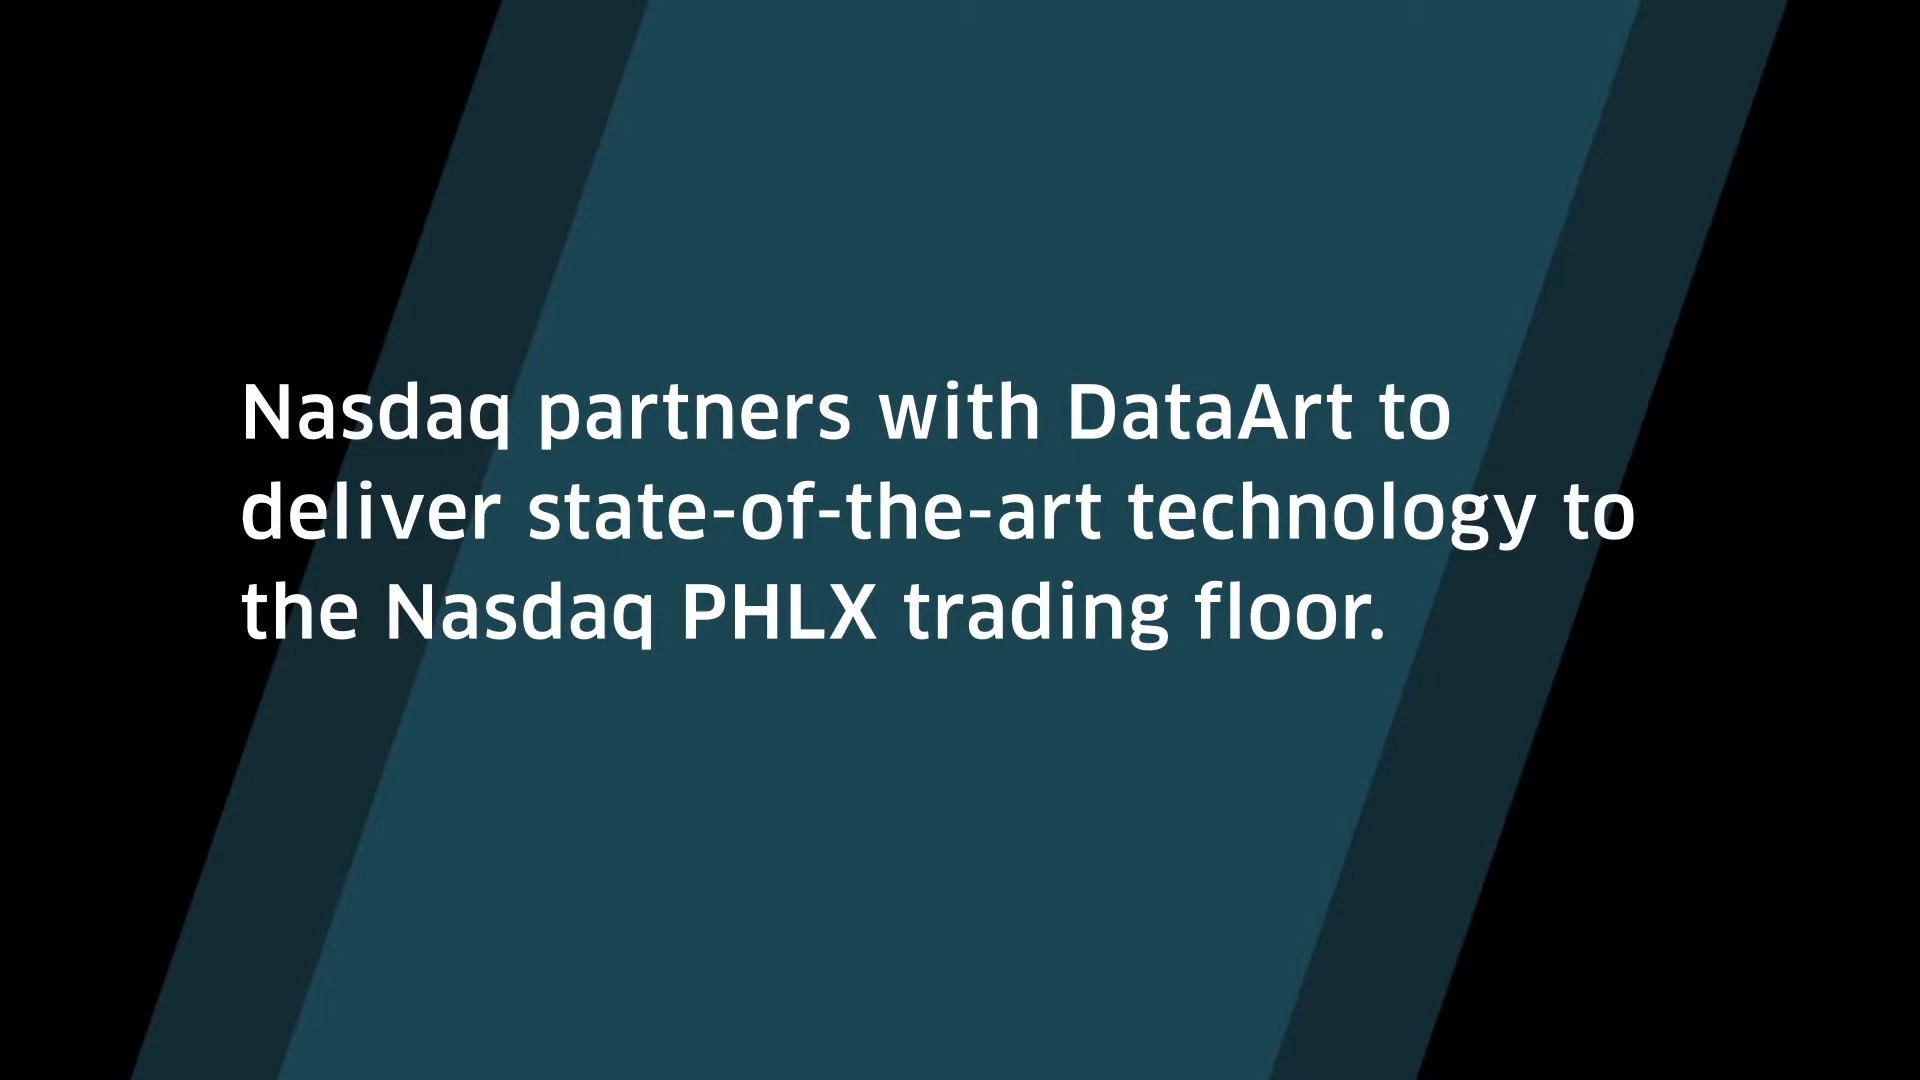 Nasdaq partners with DataArt to
deliver state-of-the-art technology to
the Nasdaq PHLX trading floor.